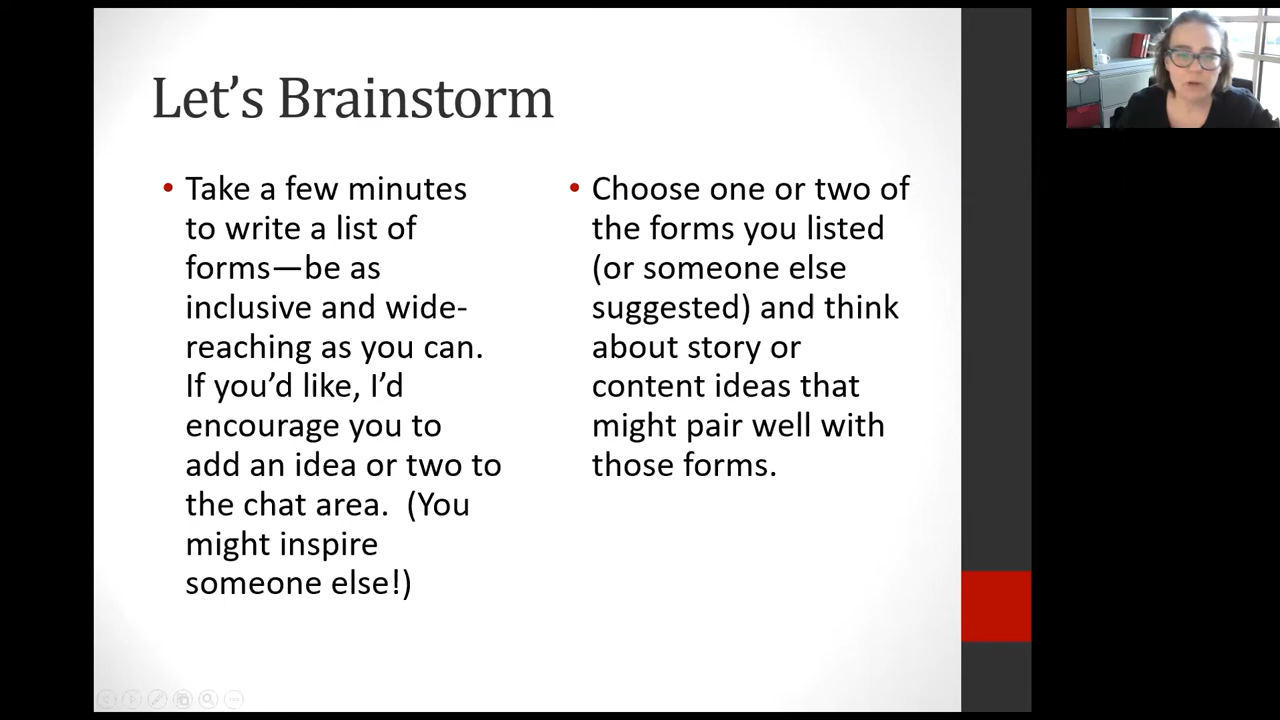 Let’s Brainstorm
• Take a few minutes
to write a list of
forms—be as
inclusive and wide-
reaching as you can.
If you’d like, I’d
encourage you to
add an idea or two to
the chat area.  (You
might inspire
someone else!)
• Choose one or two of
the forms you listed
(or someone else
suggested) and think
about story or
content ideas that
might pair well with
those forms.